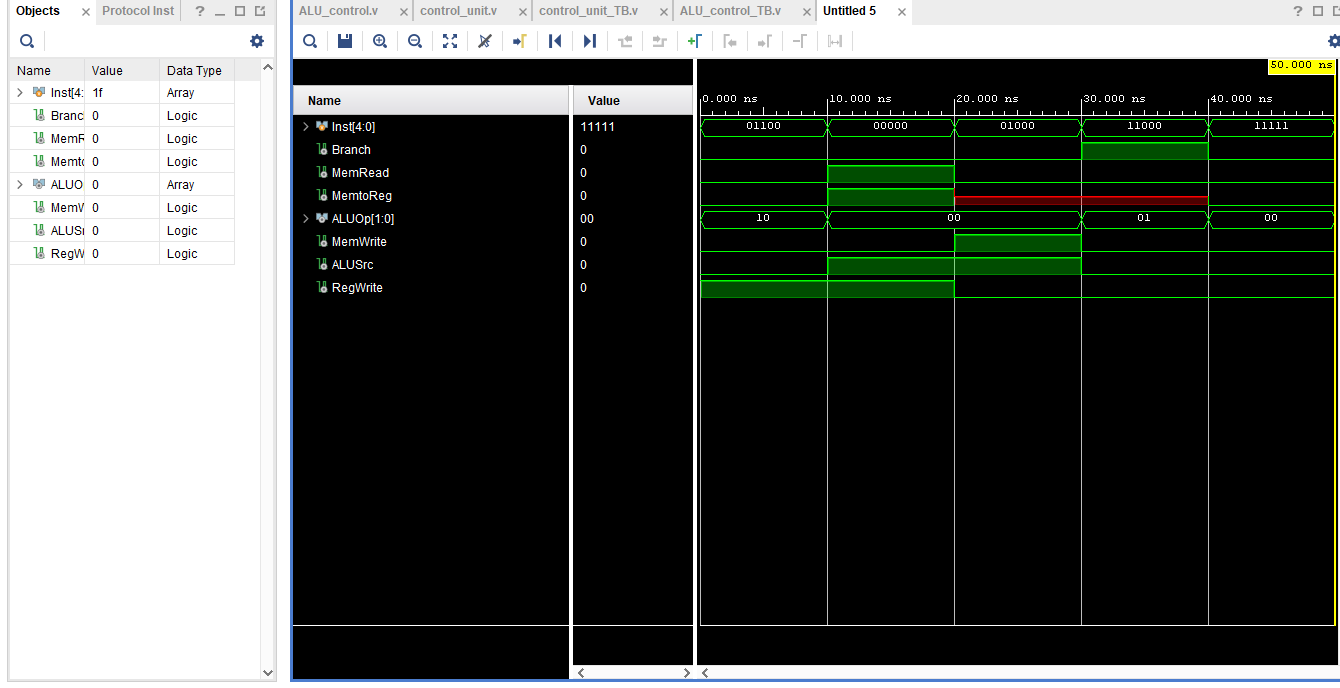 Objects × Protocol Inst ?
ALU_control.v × control_unit.v × control_unit_TB.v × ALU_control_TB.v × Untitled 5 × ?
Name Value Data Type
> Inst[4: 1f Array
Branc 0 Logic
MemR 0 Logic
Memto 0 Logic
> ALUO 0 Array
MemW 0 Logic
ALUSr 0 Logic
RegW 0 Logic
50.000 ns
Name Value
0.000 ns 10.000 ns 20.000 ns 30.000 ns 40.000 ns
> Inst[4:0] 11111 01100 00000 01000 11000 11111
Branch 0
MemRead 0
MemtoReg 0
> ALUOp[1:0] 00 10 00 01 00
MemWrite 0
ALUSrc 0
RegWrite 0